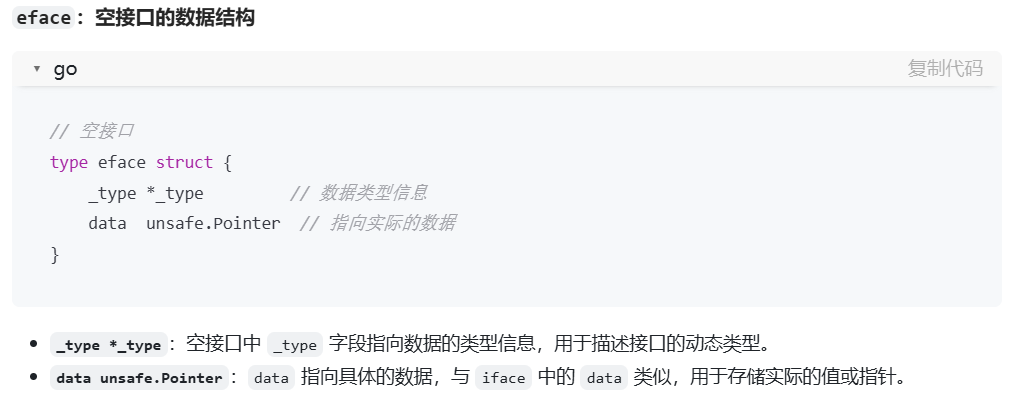 eface：空接口的数据结构
go 复制代码
// 空接口
type eface struct {
    _type *_type         // 数据类型信息
    data  unsafe.Pointer  // 指向实际的数据
}
_type *_type：空接口中 _type 字段指向数据的类型信息，用于描述接口的动态类型。
data unsafe.Pointer：data 指向具体的数据，与 iface 中的 data 类似，用于存储实际的值或指针。